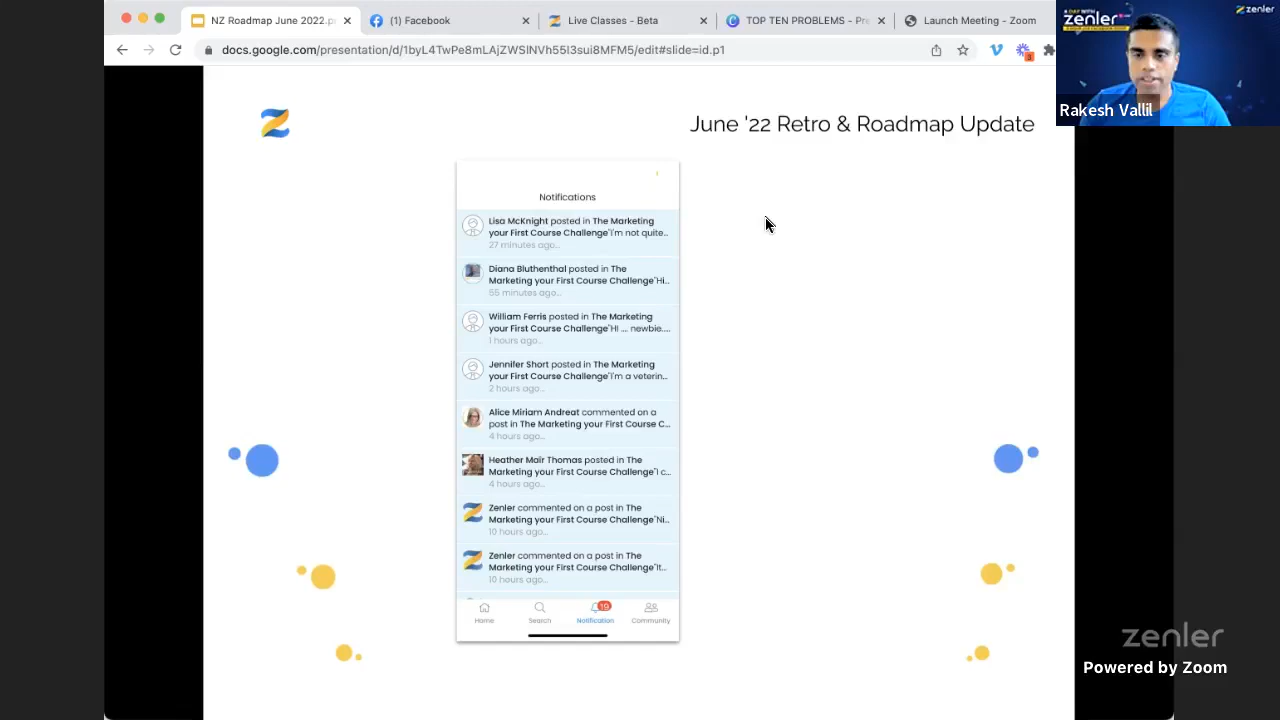 NZ Roadmap June 2022.p
(1) Facebook
Live Classes - Beta
TOP TEN PROBLEMS - Pre
Launch Meeting - Zoom
docs.google.com/presentation/d/1byL4TwPe8mLAjZWSlNVh55I3sui8MFM5/edit#slide=id.p1
3
A DAY WITH
zenler
zenler
Rakesh Vallil
June '22 Retro & Roadmap Update
Notifications
Lisa McKnight posted in The Marketing
your First Course Challenge"I'm not quite...
27 minutes ago...
Diana Bluthenthal posted in The
Marketing your First Course Challenge"Hi...
55 minutes ago...
William Ferris posted in The Marketing
your First Course Challenge"HI .... newbie....
1 hours ago...
Jennifer Short posted in The Marketing
your First Course Challenge"I'm a veterin...
2 hours ago...
Alice Miriam Andreat commented on a
post in The Marketing your First Course C...
4 hours ago...
Heather Mair Thomas posted in The
Marketing your First Course Challenge"I c...
4 hours ago...
Zenler commented on a post in The
Marketing your First Course Challenge"Ni...
10 hours ago...
Zenler commented on a post in The
Marketing your First Course Challenge"It...
10 hours ago...
19
Home
Search
Notification
Community
zenler
Powered by Zoom